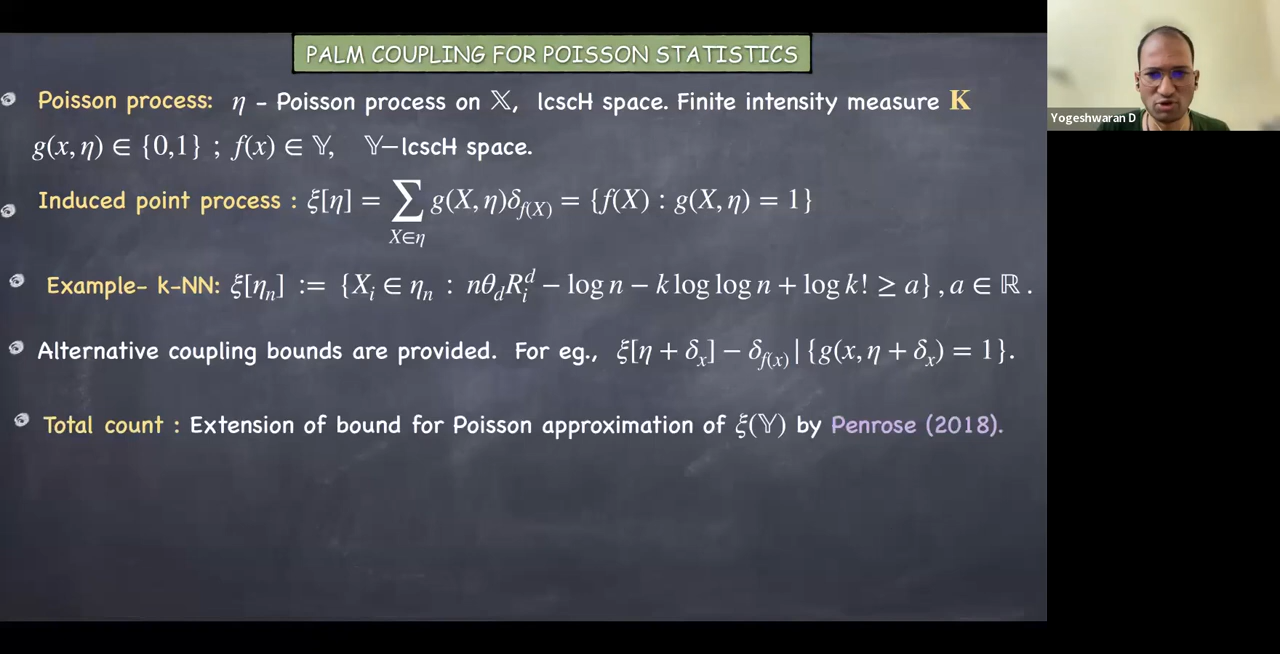 PALM COUPLING FOR POISSON STATISTICS
Poisson process: η - Poisson process on 𝕏, lcscH space. Finite intensity measure K
g(x, η) ∈ {0,1} ; f(x) ∈ 𝕐, 𝕐−lcscH space.
Induced point process : ξ[η] = ∑_{X∈η} g(X, η)δ_{f(X)} = {f(X) : g(X, η) = 1}
Example- k-NN: ξ[η_n] := {X_i ∈ η_n : nθ_d R_i^d − log n − k log log n + log k! ≥ a} , a ∈ ℝ .
Alternative coupling bounds are provided. For eg., ξ[η + δ_x] − δ_{f(x)} | {g(x, η + δ_x) = 1}.
Total count : Extension of bound for Poisson approximation of ξ(𝕐) by Penrose (2018).
Yogeshwaran D